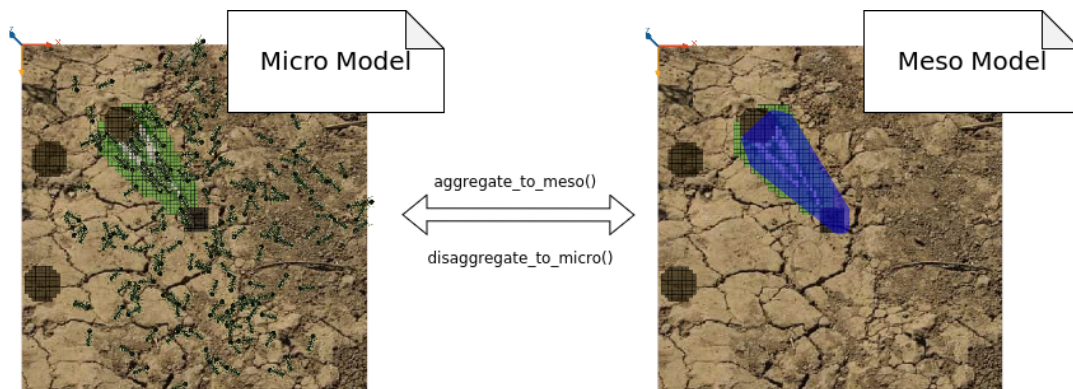 Micro Model
Meso Model
Z
X
Z
X
aggregate_to_meso()
disaggregate_to_micro()